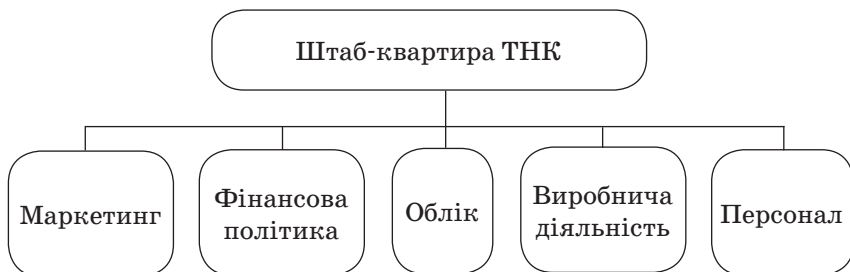 Штаб-квартира ТНК
Маркетинг
Фінансова
політика
Облік
Виробнича
діяльність
Персонал